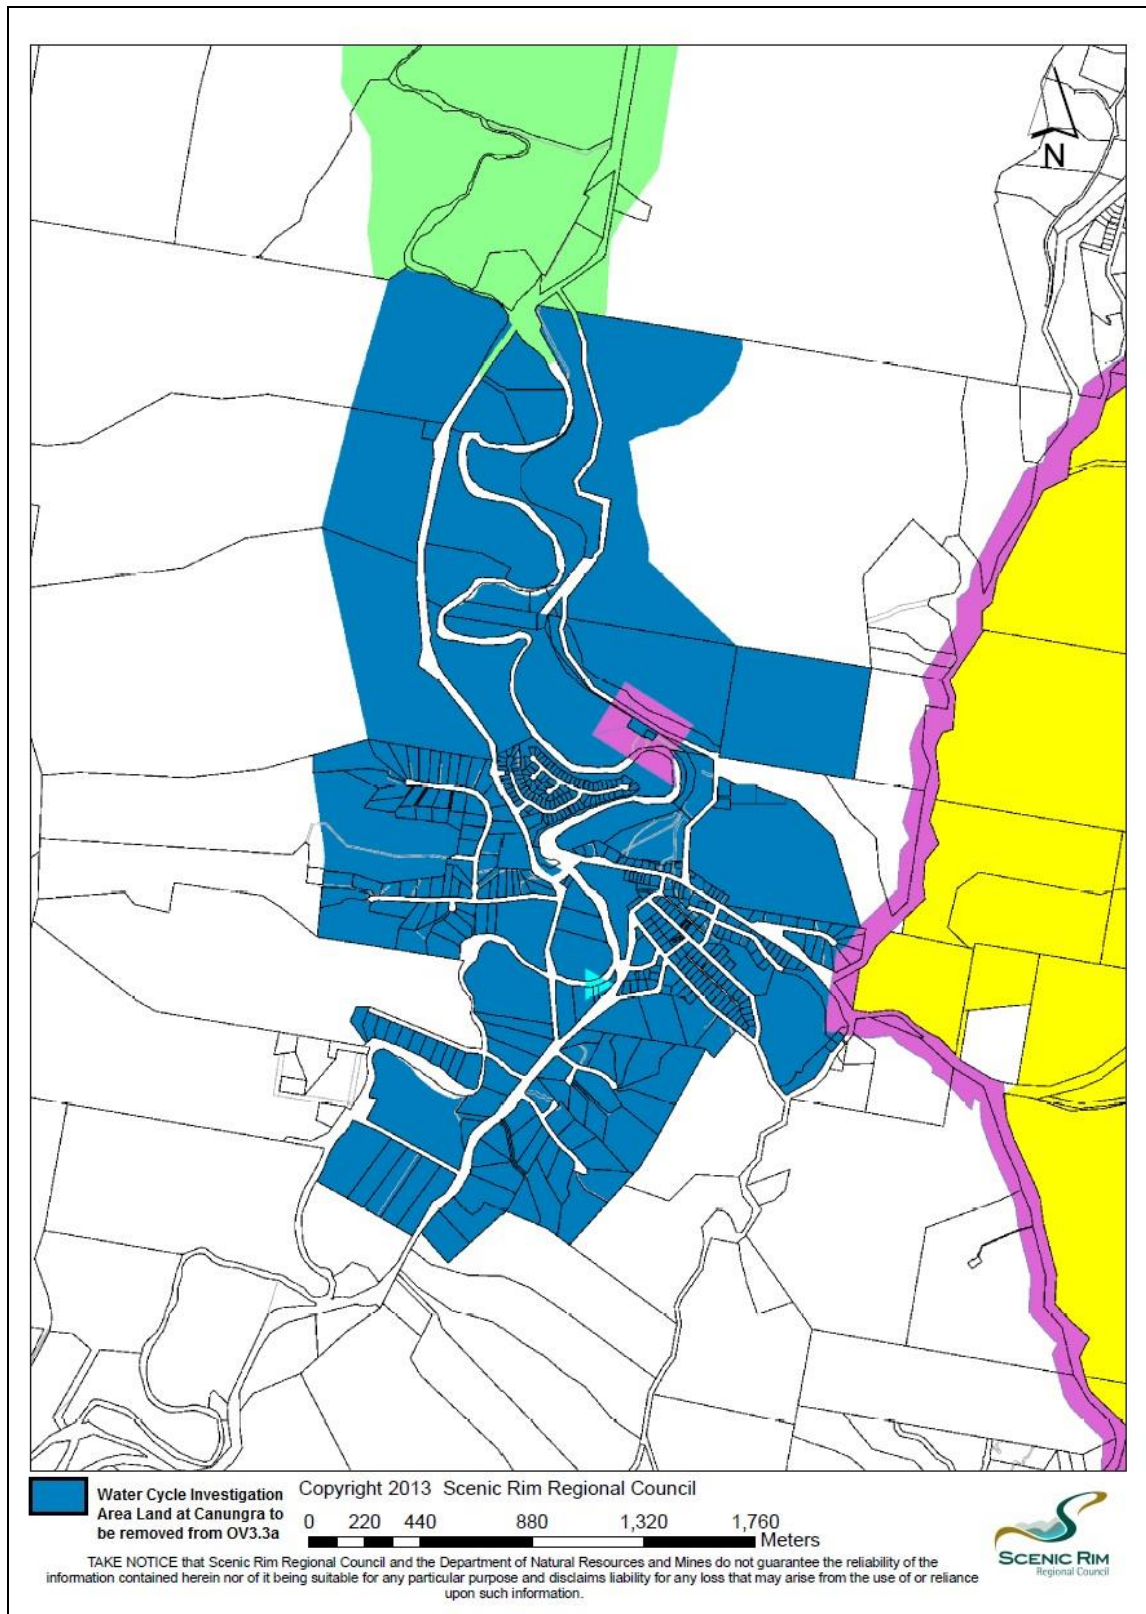 N
Water Cycle Investigation
Area Land at Canungra to
be removed from OV3.3a
Copyright 2013 Scenic Rim Regional Council
0 220 440 880 1,320 1,760
Meters
SCENIC RIM
Regional Council
TAKE NOTICE that Scenic Rim Regional Council and the Department of Natural Resources and Mines do not guarantee the reliability of the
information contained herein nor of it being suitable for any particular purpose and disclaims liability for any loss that may arise from the use of or reliance
upon such information.